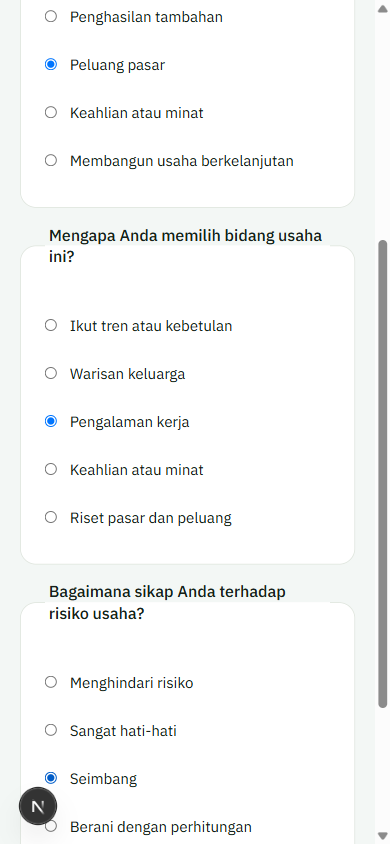 Penghasilan tambahan
Peluang pasar
Keahlian atau minat
Membangun usaha berkelanjutan
Mengapa Anda memilih bidang usaha
ini?
Ikut tren atau kebetulan
Warisan keluarga
Pengalaman kerja
Keahlian atau minat
Riset pasar dan peluang
Bagaimana sikap Anda terhadap
risiko usaha?
Menghindari risiko
Sangat hati-hati
Seimbang
N
Berani dengan perhitungan